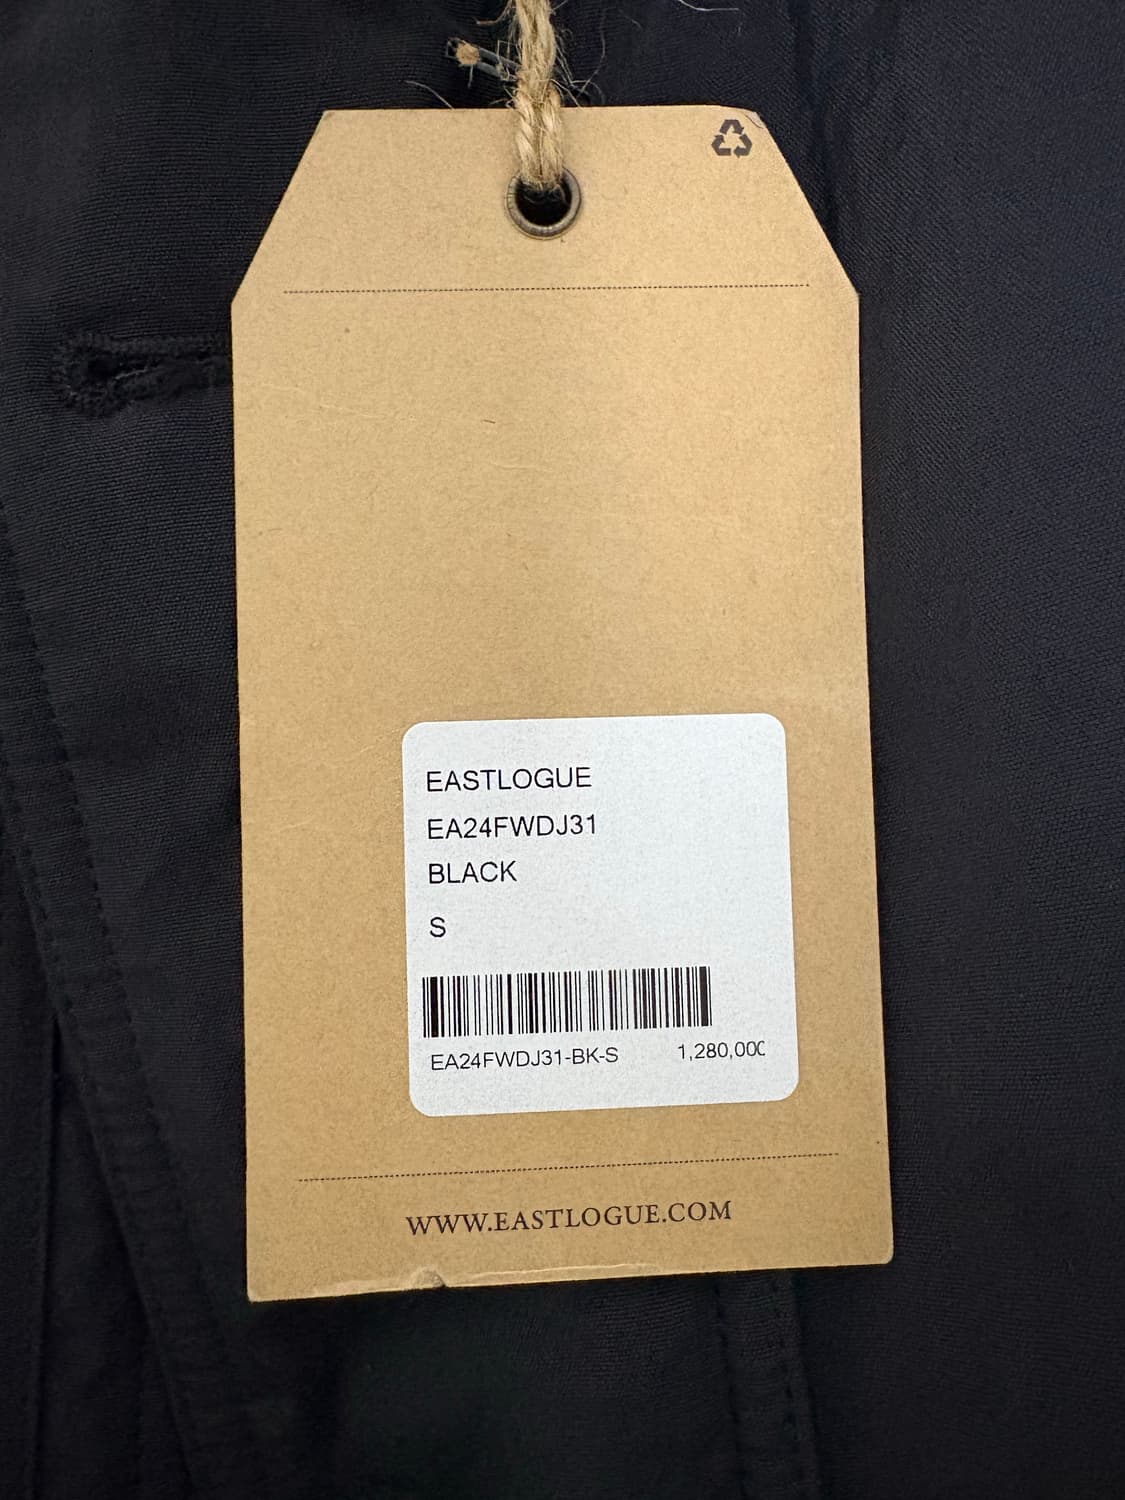 EASTLOGUE
EA24FWDJ31
BLACK
S
EA24FWDJ31-BK-S 1,280,000
WWW.EASTLOGUE.COM